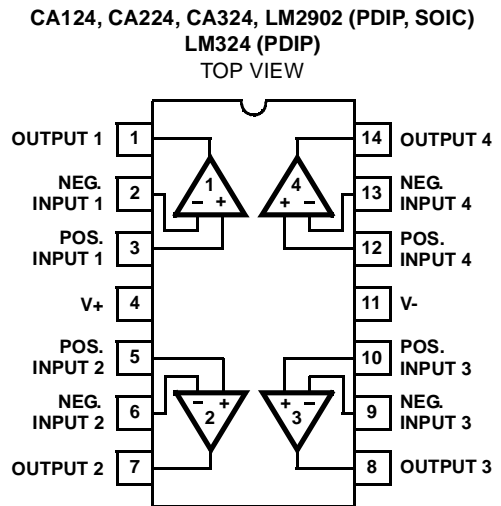 CA124, CA224, CA324, LM2902 (PDIP, SOIC)
LM324 (PDIP)
TOP VIEW
OUTPUT 1 1 14 OUTPUT 4
NEG. INPUT 1 2 13 NEG. INPUT 4
1 − + 4 + −
POS. INPUT 1 3 12 POS. INPUT 4
V+ 4 11 V-
POS. INPUT 2 5 10 POS. INPUT 3
− + 2 + − 3
NEG. INPUT 2 6 9 NEG. INPUT 3
OUTPUT 2 7 8 OUTPUT 3